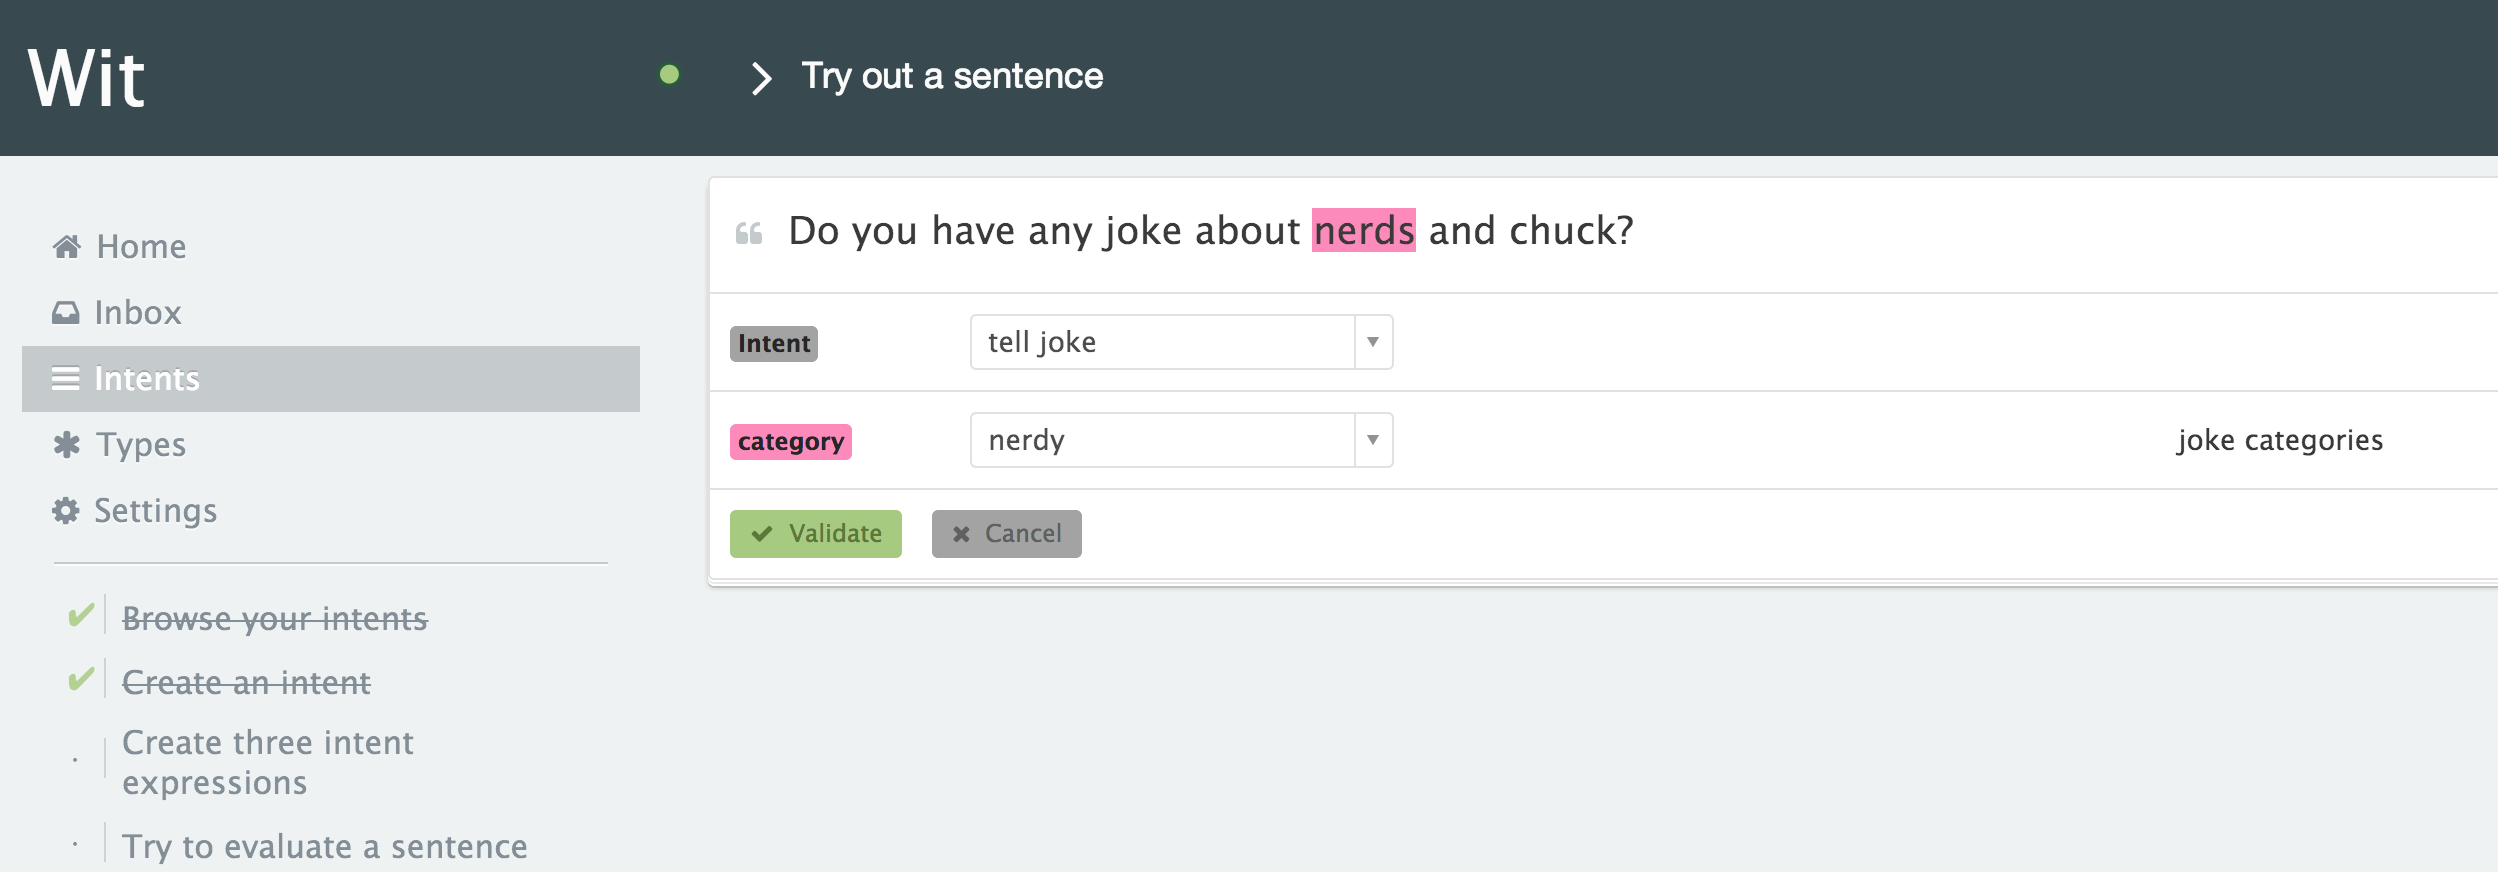 Wit
Try out a sentence
Home
Inbox
Intents
Types
Settings
Browse your intents
Create an intent
Create three intent
expressions
Try to evaluate a sentence
Do you have any joke about nerds and chuck?
Intent
tell joke
category
nerdy
joke categories
Validate
Cancel